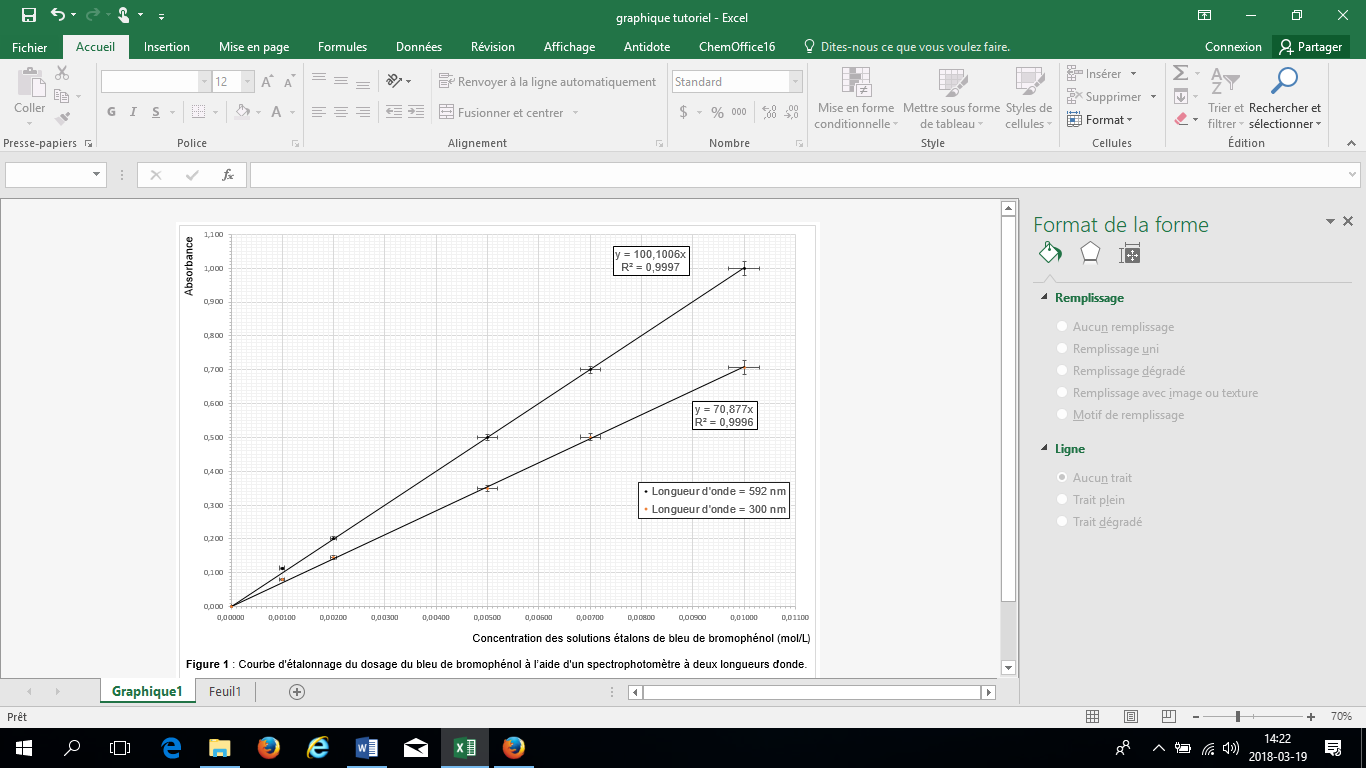 graphique tutoriel - Excel
Fichier Accueil Insertion Mise en page Formules Données Révision Affichage Antidote ChemOffice16 Dites-nous ce que vous voulez faire. Connexion Partager
Coller
Presse-papiers
12
G I S
Police
Renvoyer à la ligne automatiquement
Fusionner et centrer
Alignement
Standard
$ % 000
Nombre
Mise en forme conditionnelle
Mettre sous forme de tableau
Styles de cellules
Style
Insérer
Supprimer
Format
Cellules
Trier et filtrer
Rechercher et sélectionner
Édition
fx
Absorbance
1,100
1,000
0,900
0,800
0,700
0,600
0,500
0,400
0,300
0,200
0,100
0,000
y = 100,1006x
R² = 0,9997
y = 70,877x
R² = 0,9996
Longueur d'onde = 592 nm
Longueur d'onde = 300 nm
0,00000 0,00100 0,00200 0,00300 0,00400 0,00500 0,00600 0,00700 0,00800 0,00900 0,01000 0,01100
Concentration des solutions étalons de bleu de bromophénol (mol/L)
Figure 1 : Courbe d'étalonnage du dosage du bleu de bromophénol à l'aide d'un spectrophotomètre à deux longueurs d'onde.
Format de la forme
Remplissage
Aucun remplissage
Remplissage uni
Remplissage dégradé
Remplissage avec image ou texture
Motif de remplissage
Ligne
Aucun trait
Trait plein
Trait dégradé
Graphique1 Feuil1
Prêt
70%
14:22
2018-03-19